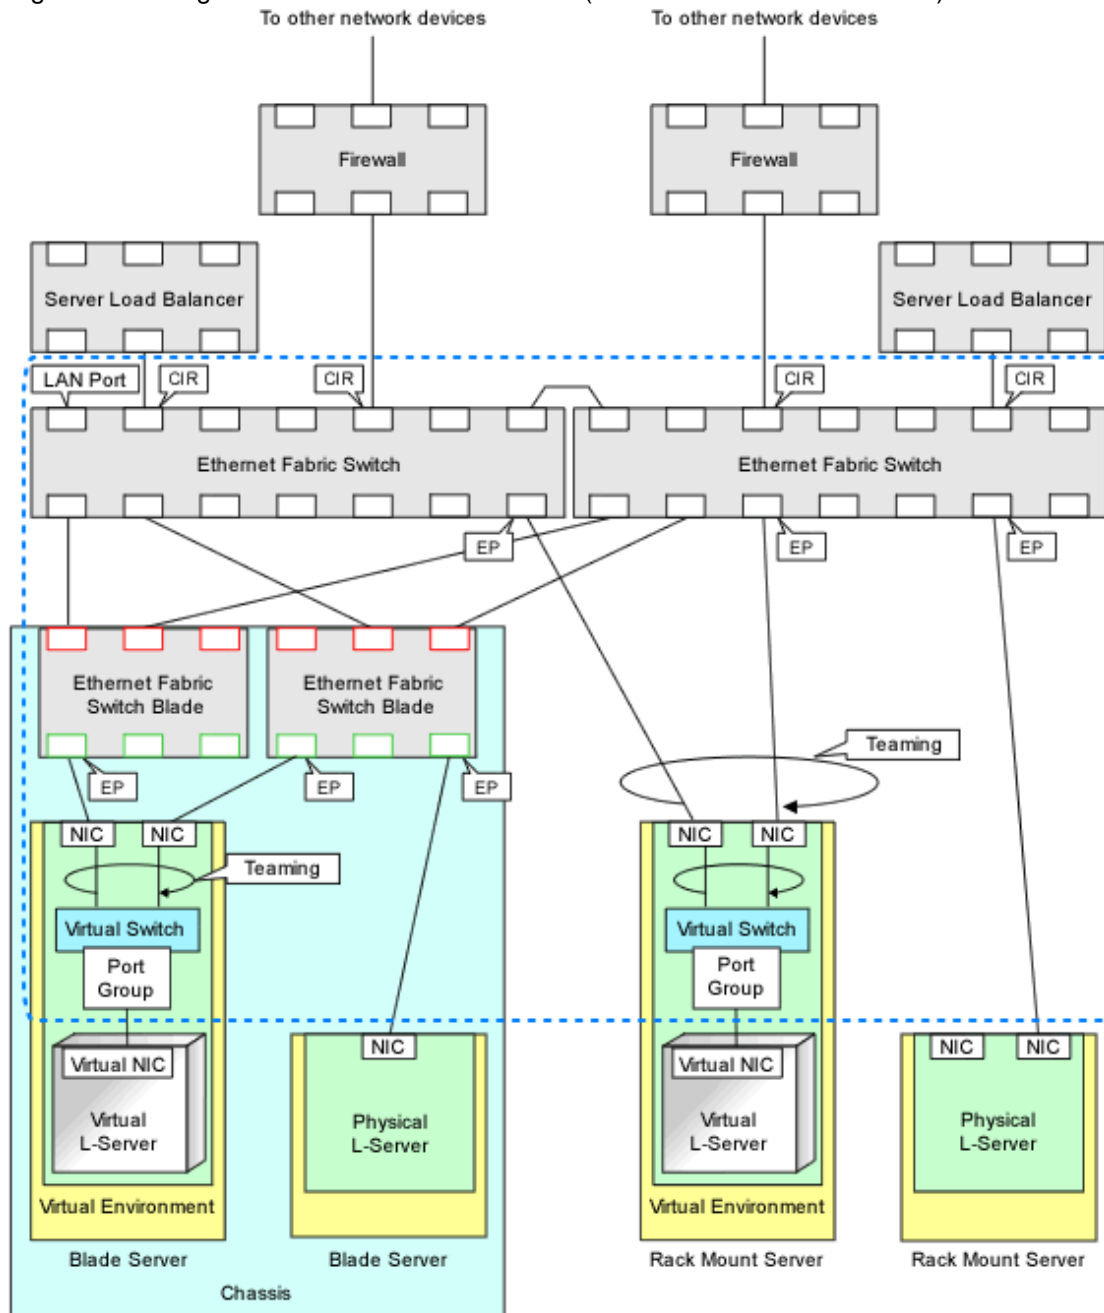 To other network devices
To other network devices
Firewall
Firewall
Server Load Balancer
Server Load Balancer
LAN Port
CIR
CIR
CIR
CIR
Ethernet Fabric Switch
Ethernet Fabric Switch
EP
EP
EP
Ethernet Fabric
Switch Blade
Ethernet Fabric
Switch Blade
Teaming
EP
EP
EP
NIC
NIC
NIC
NIC
Teaming
Virtual Switch
Virtual Switch
Port
Group
Port
Group
NIC
NIC
NIC
Virtual NIC
Virtual NIC
Virtual
L-Server
Physical
L-Server
Virtual
L-Server
Physical
L-Server
Virtual Environment
Virtual Environment
Blade Server
Blade Server
Rack Mount Server
Rack Mount Server
Chassis